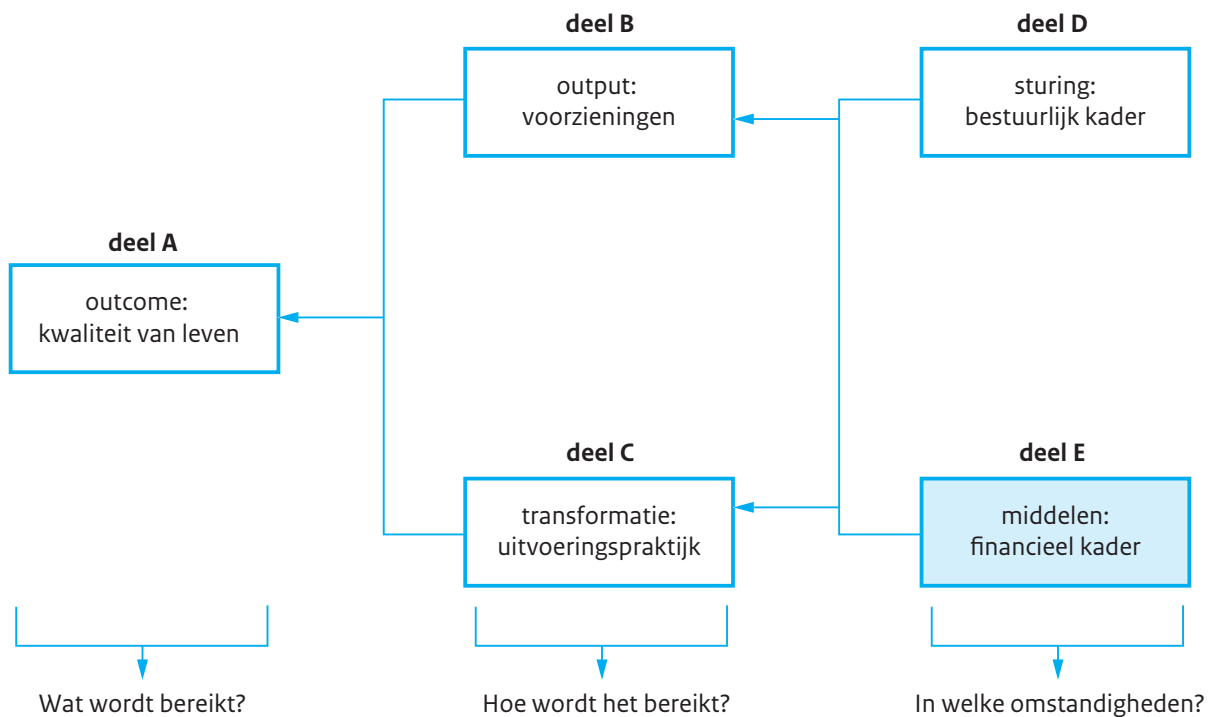 deel B
output:
voorzieningen
deel D
sturing:
bestuurlijk kader
deel A
outcome:
kwaliteit van leven
deel C
transformatie:
uitvoeringspraktijk
deel E
middelen:
financieel kader
Wat wordt bereikt?
Hoe wordt het bereikt?
In welke omstandigheden?